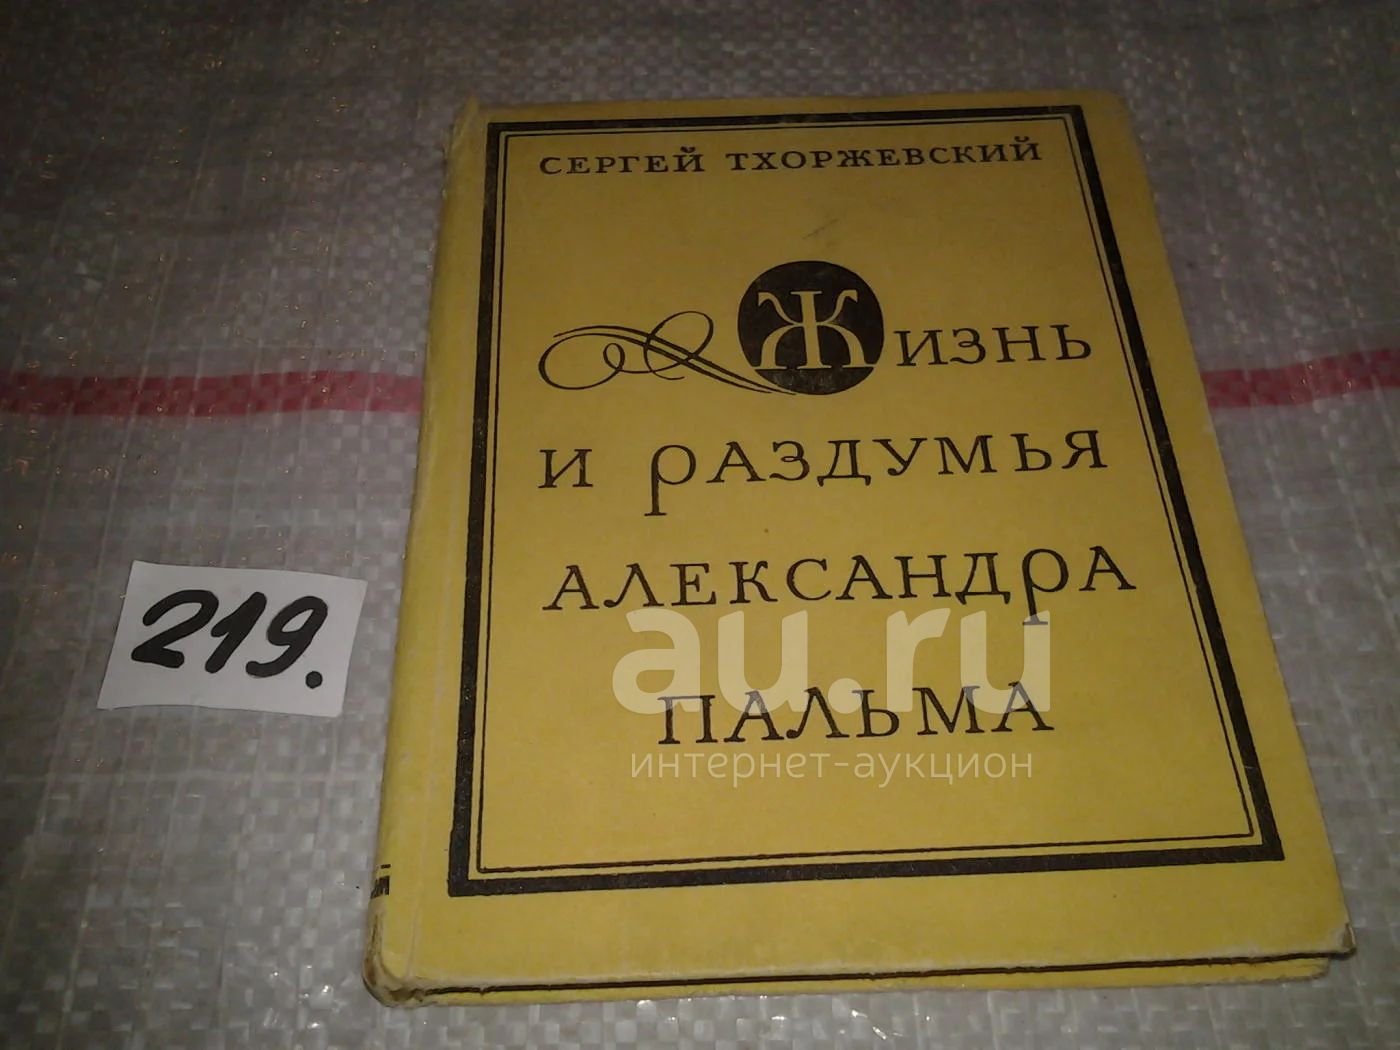 СЕРГЕЙ ТХОРЖЕВСКИЙ
ЖИЗНЬ
И РАЗДУМЬЯ
АЛЕКСАНДРА
ПАЛЬМА
219.
au.ru
интернет-аукцион